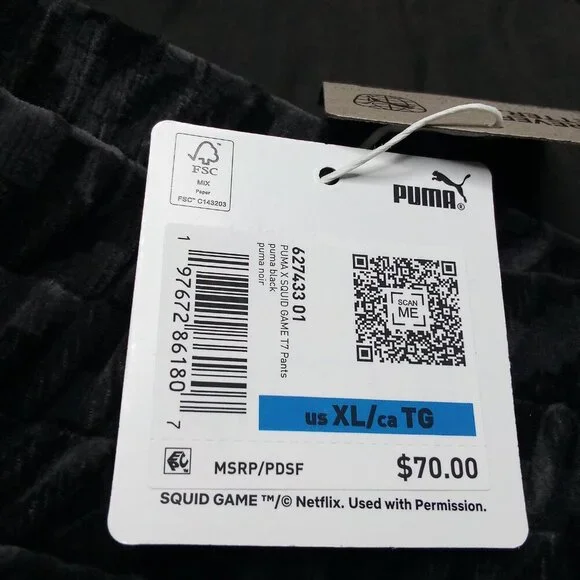 FSC
MIX
Paper
FSC™ C143203
PUMA®
627433 01
PUMA X SQUID GAME T7 Pants
puma black
puma noir
1 97672 86180 7
SCAN
ME
us XL/ca TG
MSRP/PDSF
$70.00
SQUID GAME ™/© Netflix. Used with Permission.